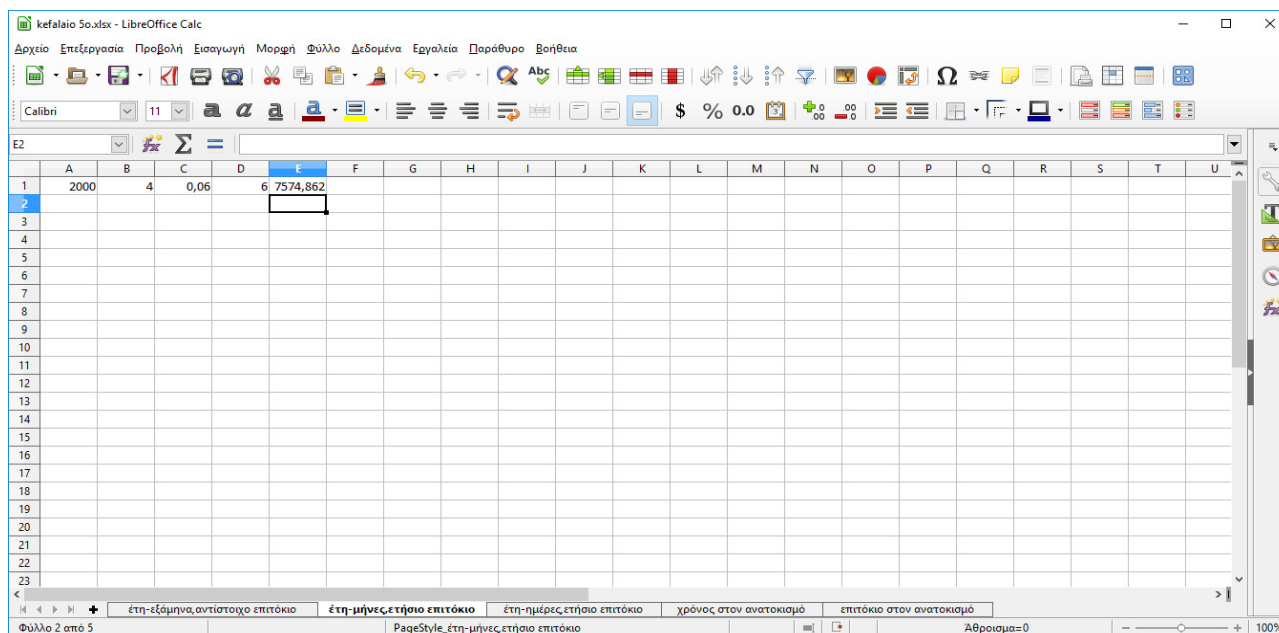 kefalaio 5o.xlsx - LibreOffice Calc
Αρχείο Επεξεργασία Προβολή Εισαγωγή Μορφή Φύλλο Δεδομένα Εργαλεία Παράθυρο Βοήθεια
Abc
Calibri 11 a a a a $ % 0.0
E2 fx Σ =
A B C D E F G H I J K L M N O P Q R S T U
1 2000 4 0,06 6 7574,862
2
3
4
5
6
7
8
9
10
11
12
13
14
15
16
17
18
19
20
21
22
23
έτη-εξάμηνα,αντίστοιχο επιτόκιο έτη-μήνες,ετήσιο επιτόκιο έτη-ημέρες,ετήσιο επιτόκιο χρόνος στον ανατοκισμό επιτόκιο στον ανατοκισμό
Φύλλο 2 από 5 PageStyle_έτη-μήνες,ετήσιο επιτόκιο Άθροισμα=0 100%